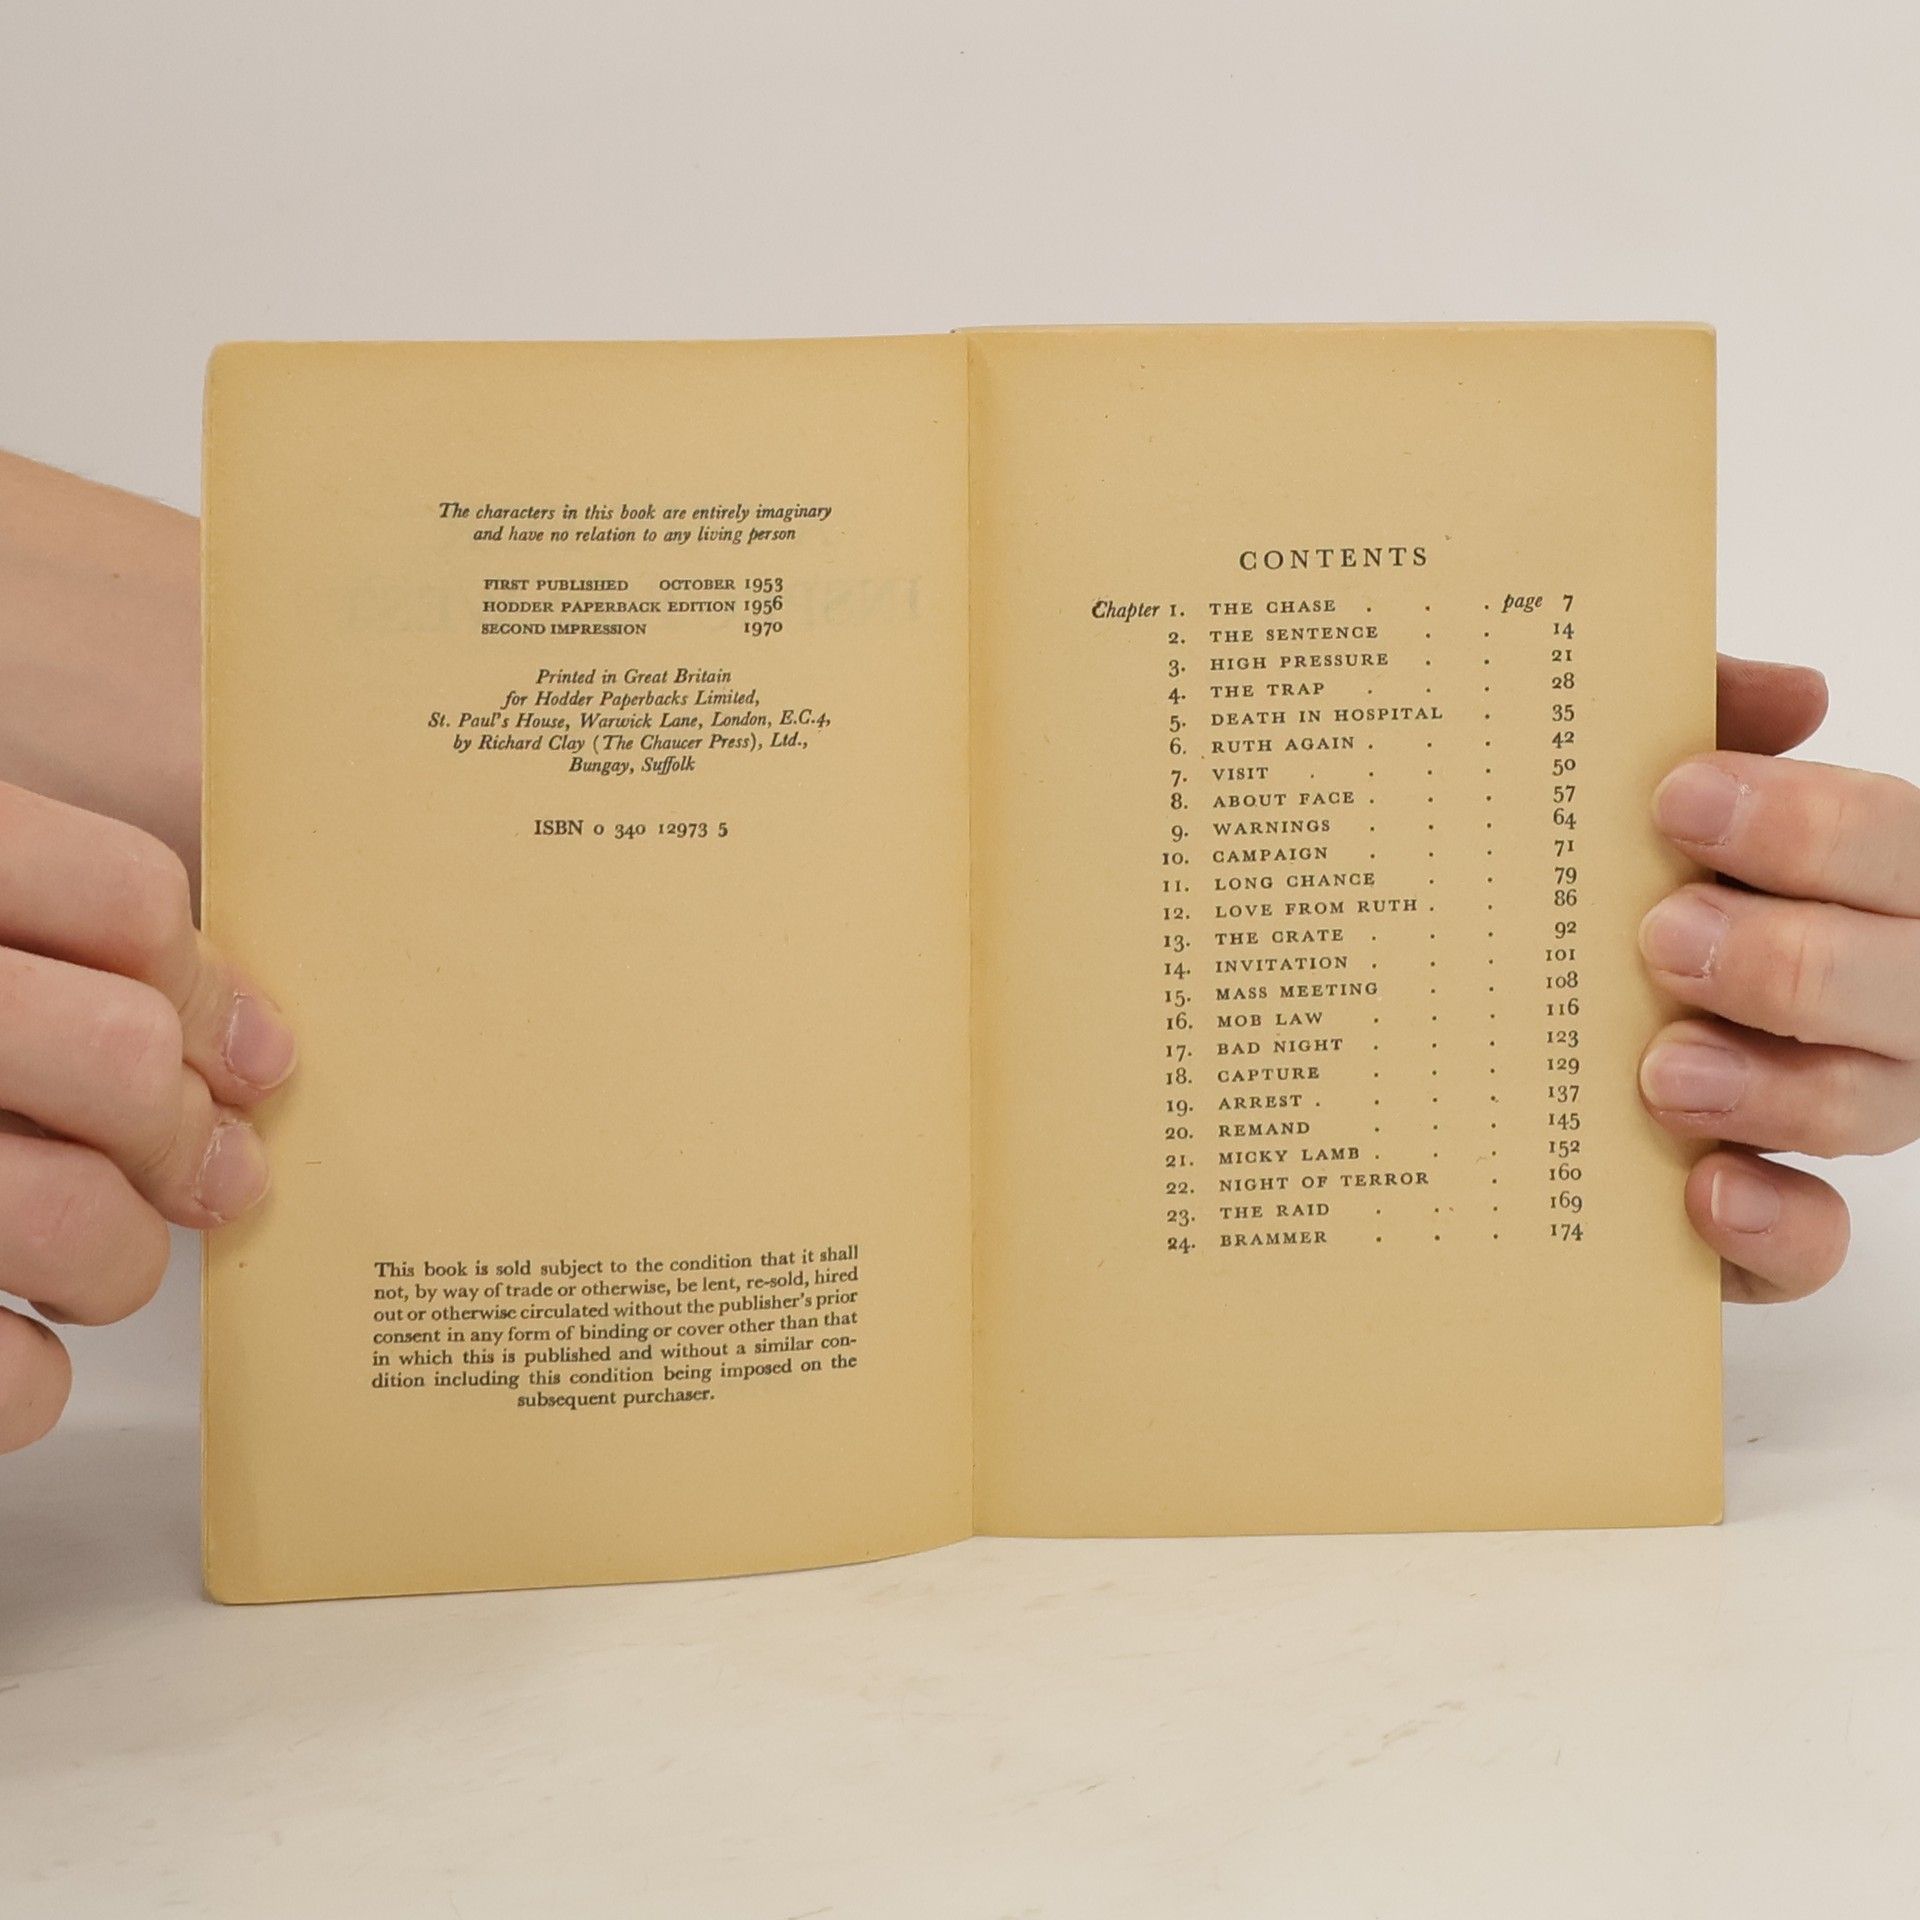 The characters in this book are entirely imaginary
and have no relation to any living person
FIRST PUBLISHED OCTOBER 1953
HODDER PAPERBACK EDITION 1956
SECOND IMPRESSION 1970
Printed in Great Britain
for Hodder Paperbacks Limited,
St. Paul's House, Warwick Lane, London, E.C.4,
by Richard Clay (The Chaucer Press), Ltd.,
Bungay, Suffolk
ISBN 0 340 12973 5
This book is sold subject to the condition that it shall
not, by way of trade or otherwise, be lent, re-sold, hired
out or otherwise circulated without the publisher's prior
consent in any form of binding or cover other than that
in which this is published and without a similar con-
dition including this condition being imposed on the
subsequent purchaser.
CONTENTS
Chapter 1. THE CHASE . . . page 7
2. THE SENTENCE . . 14
3. HIGH PRESSURE . . 21
4. THE TRAP . . . 28
5. DEATH IN HOSPITAL . 35
6. RUTH AGAIN . . . 42
7. VISIT . . . . 50
8. ABOUT FACE . . . 57
9. WARNINGS . . . 64
10. CAMPAIGN . . . 71
11. LONG CHANCE . . 79
12. LOVE FROM RUTH . . 86
13. THE CRATE . . . 92
14. INVITATION . . . 101
15. MASS MEETING . . 108
16. MOB LAW . . . 116
17. BAD NIGHT . . . 123
18. CAPTURE . . . 129
19. ARREST . . . . 137
20. REMAND . . . 145
21. MICKY LAMB . . . 152
22. NIGHT OF TERROR . 160
23. THE RAID . . . 169
24. BRAMMER . . . 174